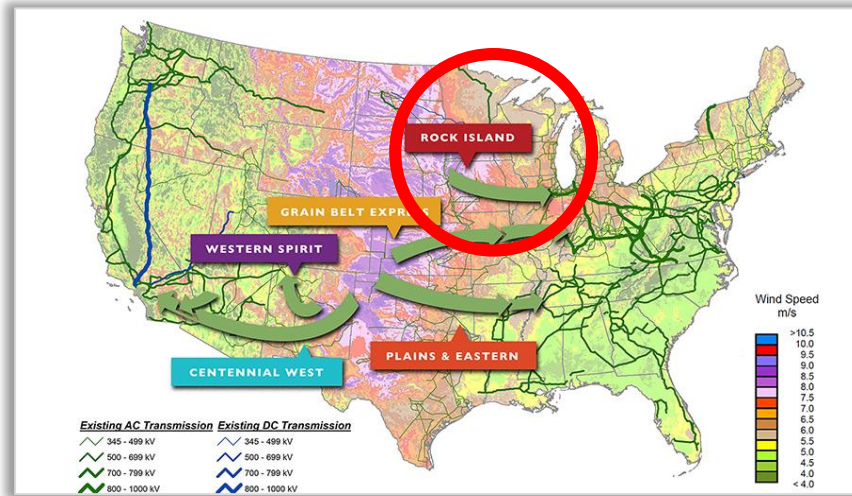 ROCK ISLAND
GRAIN BELT EXPRESS
WESTERN SPIRIT
CENTENNIAL WEST
PLAINS & EASTERN
Wind Speed
m/s
>10.5
10.0
9.5
9.0
8.5
8.0
7.5
7.0
6.5
6.0
5.5
5.0
4.5
4.0
< 4.0
Existing AC Transmission Existing DC Transmission
345 - 499 kV 345 - 499 kV
500 - 699 kV 500 - 699 kV
700 - 799 kV 700 - 799 kV
800 - 1000 kV 800 - 1000 kV